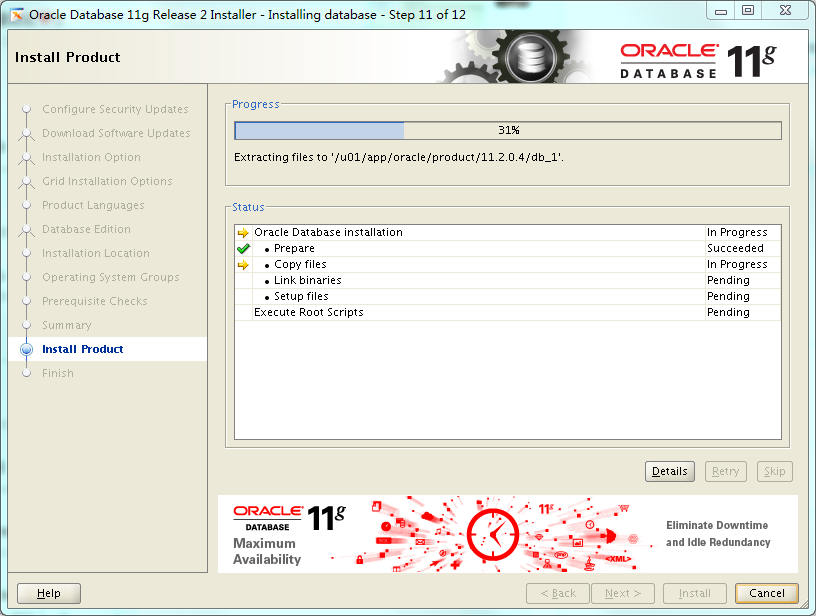 Oracle Database 11g Release 2 Installer - Installing database - Step 11 of 12
Install Product
ORACLE DATABASE 11g
Configure Security Updates
Download Software Updates
Installation Option
Grid Installation Options
Product Languages
Database Edition
Installation Location
Operating System Groups
Prerequisite Checks
Summary
Install Product
Finish
Progress
31%
Extracting files to '/u01/app/oracle/product/11.2.0.4/db_1'.
Status
Oracle Database installation In Progress
• Prepare Succeeded
• Copy files In Progress
• Link binaries Pending
• Setup files Pending
Execute Root Scripts Pending
Details Retry Skip
ORACLE DATABASE 11g
Maximum
Availability
11g
SQL
PHP
<XML>
Eliminate Downtime
and Idle Redundancy
Help < Back Next > Install Cancel